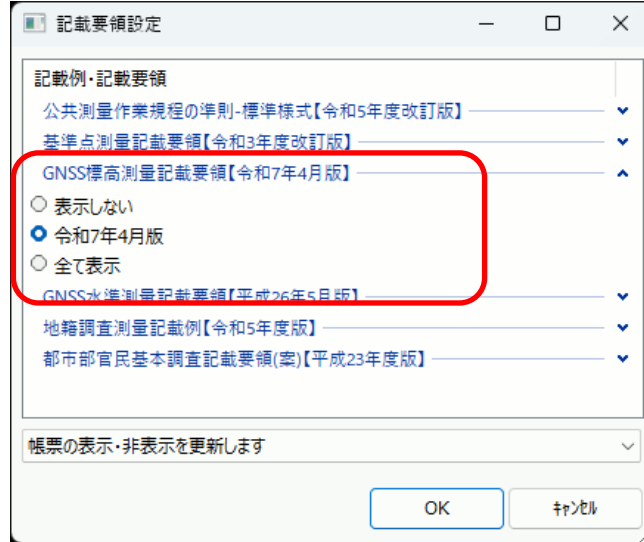 記載要領設定
記載例・記載要領
公共測量作業規程の準則-標準様式【令和5年度改訂版】
基準点測量記載要領【令和3年度改訂版】
GNSS標高測量記載要領【令和7年4月版】
表示しない
令和7年4月版
全て表示
GNSS水準測量記載要領【平成26年5月版】
地籍調査測量記載例【令和5年度版】
都市部官民基本調査記載要領(案)【平成23年度版】
帳票の表示・非表示を更新します
OK
ｷｬﾝｾﾙ